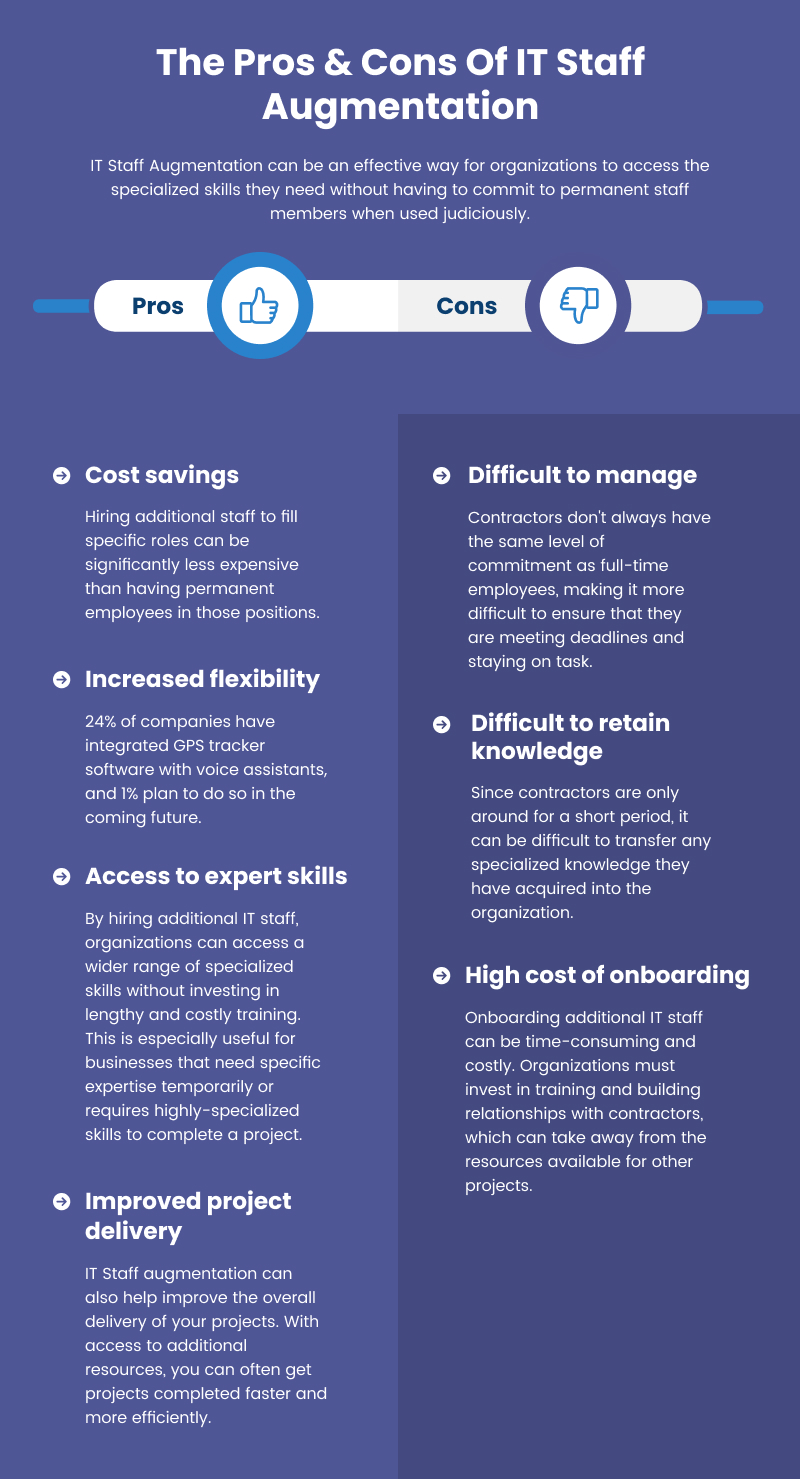 The Pros & Cons Of IT Staff
Augmentation
IT Staff Augmentation can be an effective way for organizations to access the
specialized skills they need without having to commit to permanent staff
members when used judiciously.
Pros
Cons
Cost savings
Hiring additional staff to fill
specific roles can be
significantly less expensive
than having permanent
employees in those positions.
Increased flexibility
24% of companies have
integrated GPS tracker
software with voice assistants,
and 1% plan to do so in the
coming future.
Access to expert skills
By hiring additional IT staff,
organizations can access a
wider range of specialized
skills without investing in
lengthy and costly training.
This is especially useful for
businesses that need specific
expertise temporarily or
requires highly-specialized
skills to complete a project.
Improved project
delivery
IT Staff augmentation can
also help improve the overall
delivery of your projects. With
access to additional
resources, you can often get
projects completed faster and
more efficiently.
Difficult to manage
Contractors don't always have
the same level of
commitment as full-time
employees, making it more
difficult to ensure that they
are meeting deadlines and
staying on task.
Difficult to retain
knowledge
Since contractors are only
around for a short period, it
can be difficult to transfer any
specialized knowledge they
have acquired into the
organization.
High cost of onboarding
Onboarding additional IT staff
can be time-consuming and
costly. Organizations must
invest in training and building
relationships with contractors,
which can take away from the
resources available for other
projects.